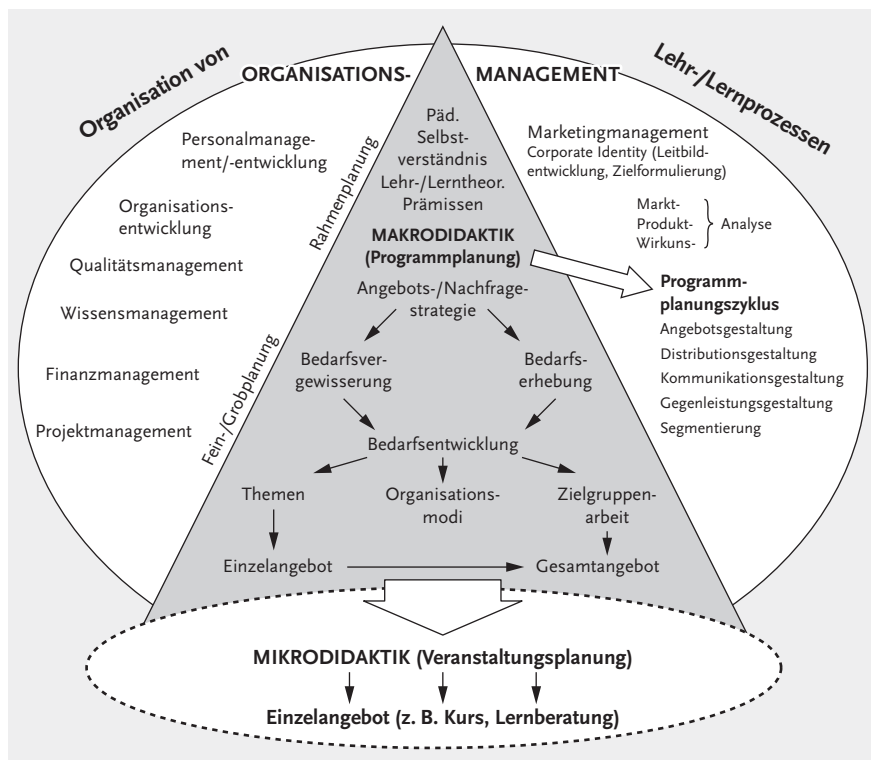 Organisation von
Lehr-/Lernprozessen
ORGANISATIONS-
MANAGEMENT
Personalmanage-
ment/-entwicklung
Organisations-
entwicklung
Qualitätsmanagement
Wissensmanagement
Finanzmanagement
Projektmanagement
Rahmenplanung
Fein-/Grobplanung
Päd.
Selbst-
verständnis
Lehr-/Lerntheor.
Prämissen
MAKRODIDAKTIK
(Programmplanung)
Angebots-/Nachfrage-
strategie
Bedarfsver-
gewisserung
Bedarfs-
erhebung
Bedarfsentwicklung
Themen
Organisations-
modi
Zielgruppen-
arbeit
Einzelangebot
Gesamtangebot
Marketingmanagement
Corporate Identity (Leitbild-
entwicklung, Zielformulierung)
Markt-
Produkt-
Wirkuns-
Analyse
Programm-
planungszyklus
Angebotsgestaltung
Distributionsgestaltung
Kommunikationsgestaltung
Gegenleistungsgestaltung
Segmentierung
MIKRODIDAKTIK (Veranstaltungsplanung)
Einzelangebot (z. B. Kurs, Lernberatung)